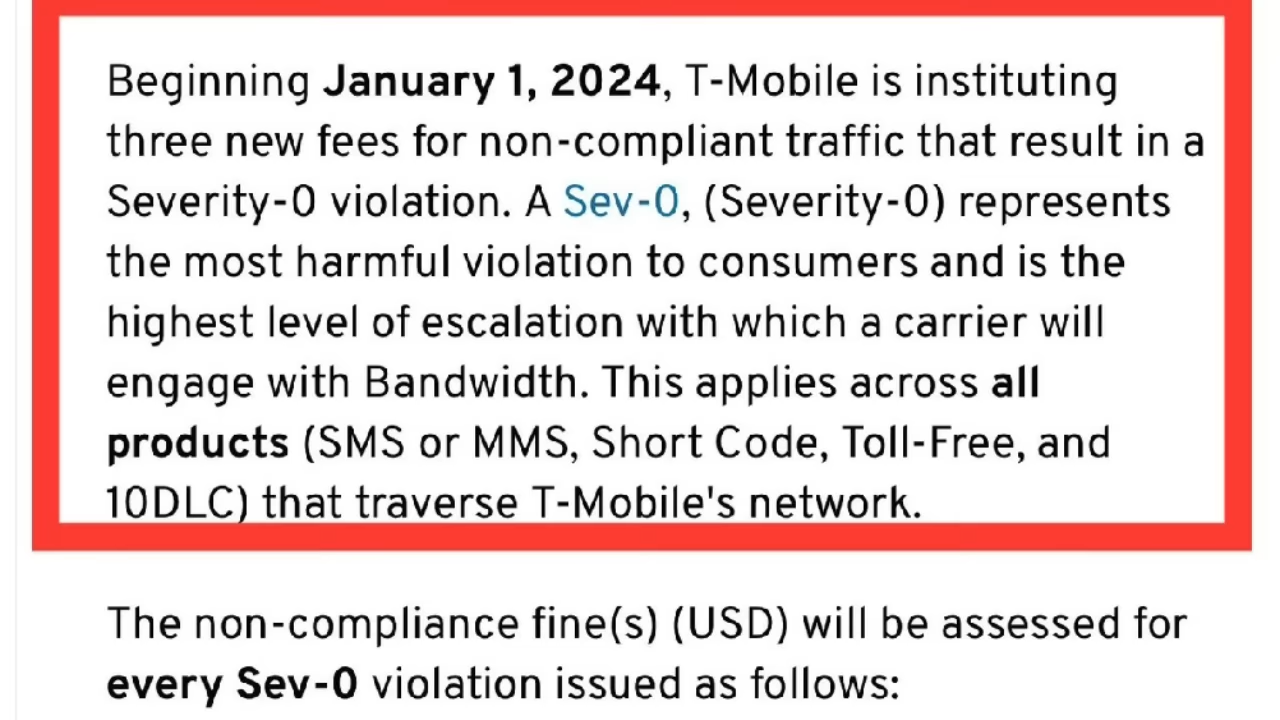 Beginning January 1, 2024, T-Mobile is instituting
three new fees for non-compliant traffic that result in a
Severity-0 violation. A Sev-0, (Severity-0) represents
the most harmful violation to consumers and is the
highest level of escalation with which a carrier will
engage with Bandwidth. This applies across all
products (SMS or MMS, Short Code, Toll-Free, and
10DLC) that traverse T-Mobile's network.
The non-compliance fine(s) (USD) will be assessed for
every Sev-0 violation issued as follows: